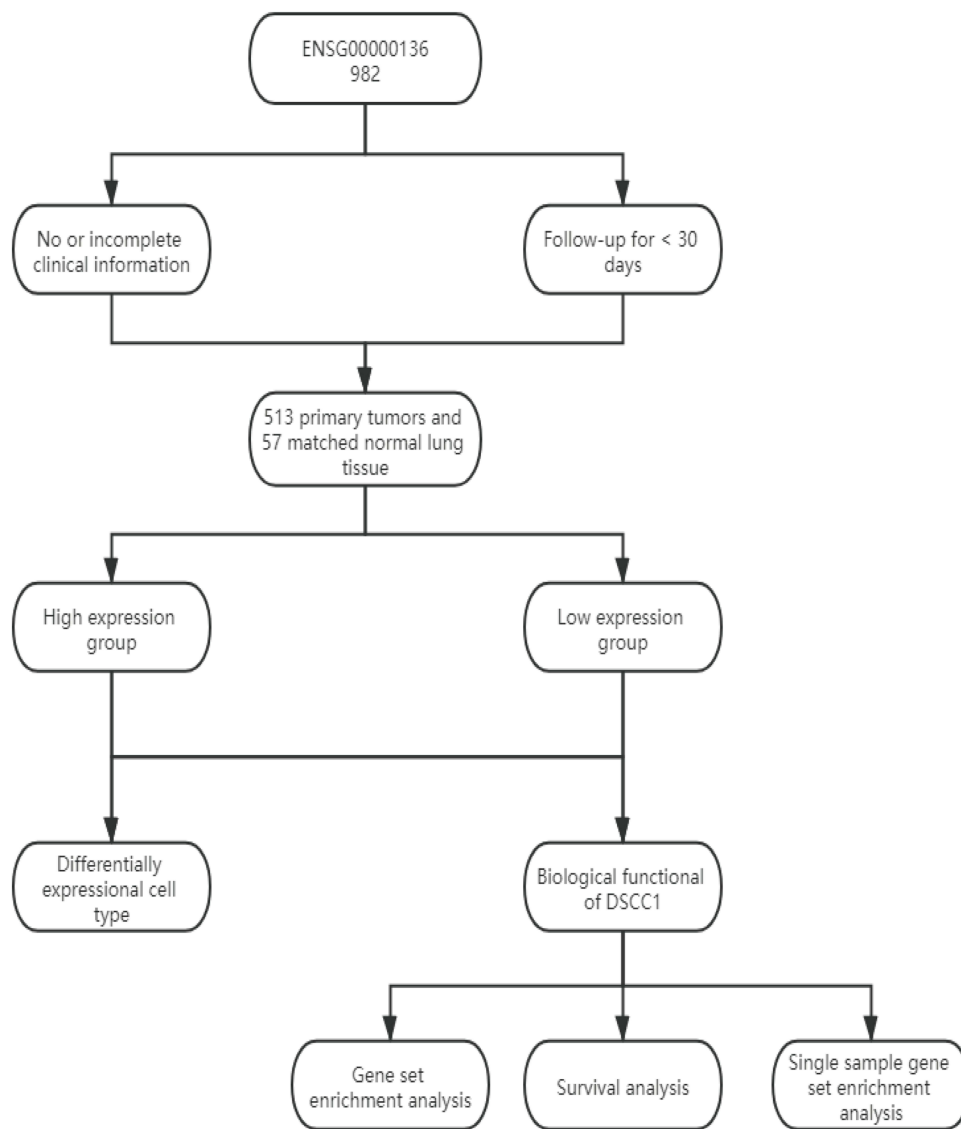 ENSG00000136
982
No or incomplete
clinical information
Follow-up for < 30
days
513 primary tumors and
57 matched normal lung
tissue
High expression
group
Low expression
group
Differentially
expressional cell
type
Biological functional
of DSCC1
Gene set
enrichment analysis
Survival analysis
Single sample gene
set enrichment
analysis